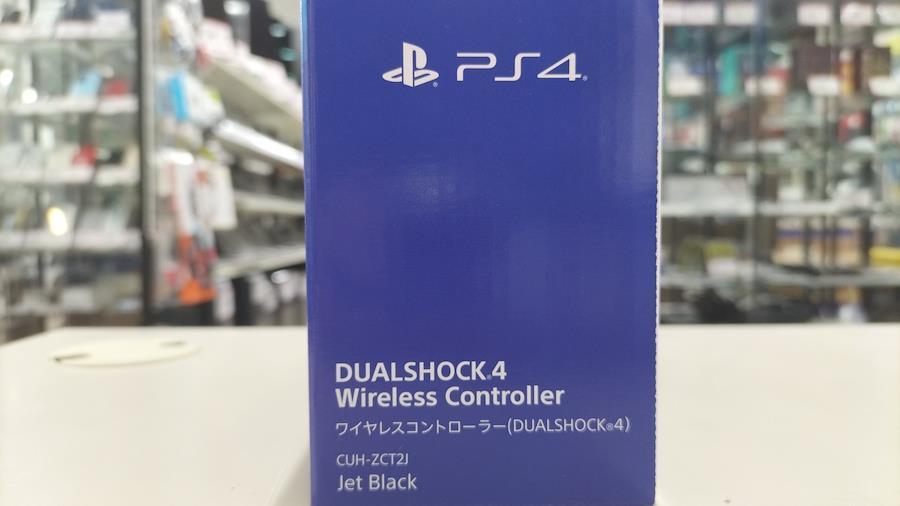 PS4
DUALSHOCK®4
Wireless Controller
ワイヤレスコントローラー(DUALSHOCK®4)
CUH-ZCT2J
Jet Black